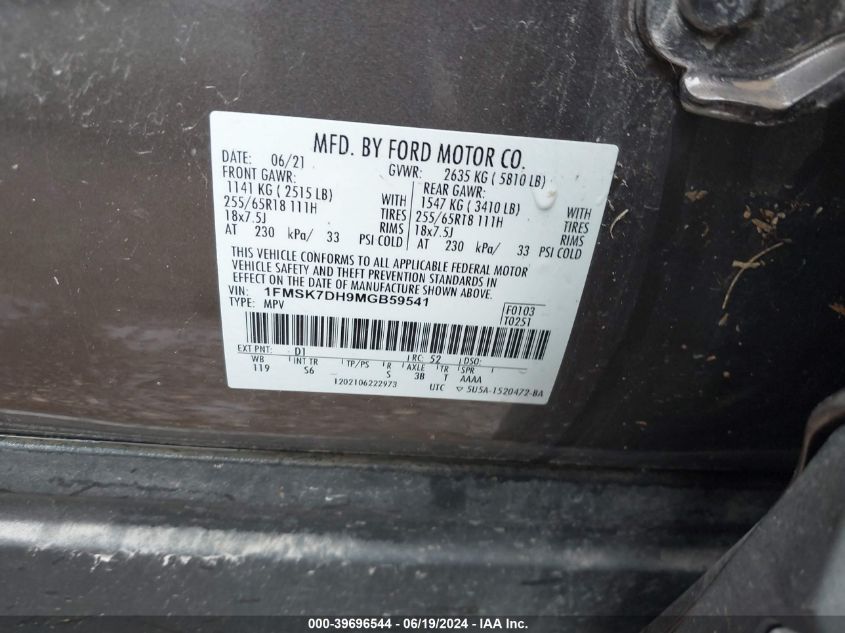 MFD. BY FORD MOTOR CO.
DATE: 06/21 GVWR: 2635 KG ( 5810 LB)
FRONT GAWR: REAR GAWR:
1141 KG ( 2515 LB) WITH 1547 KG ( 3410 LB) WITH
255/65R18 111H TIRES 255/65R18 111H TIRES
18x7.5J RIMS 18x7.5J RIMS
AT 230 kPa/ 33 PSI COLD AT 230 kPa/ 33 PSI COLD
THIS VEHICLE CONFORMS TO ALL APPLICABLE FEDERAL MOTOR
VEHICLE SAFETY AND THEFT PREVENTION STANDARDS IN
EFFECT ON THE DATE OF MANUFACTURE SHOWN ABOVE.
VIN: 1FMSK7DH9MGB59541 F0103
TYPE: MPV T0251
EXT PNT: D1 RC: 52 DSO:
WB INT TR TP/PS R AXLE TR SPR
119 S6 S 3B T AAAA
1202106222973 UTC ▽ 5U5A-1520472-BA
000-39696544 / 06/19/2024 - IAA Inc.